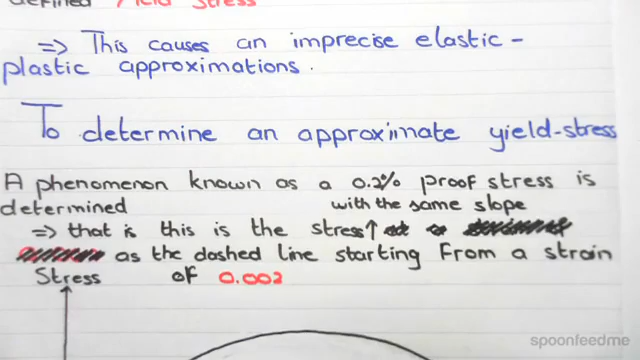 defined Yield Stress
=> This causes an imprecise elastic -
plastic approximations.
To determine an approximate yield-stress
A phenomenon known as a 0.2% proof stress is
determined with the same slope
=> that is this is the stress↑
as the dashed line starting from a strain
Stress of 0.002
spoonfeedme